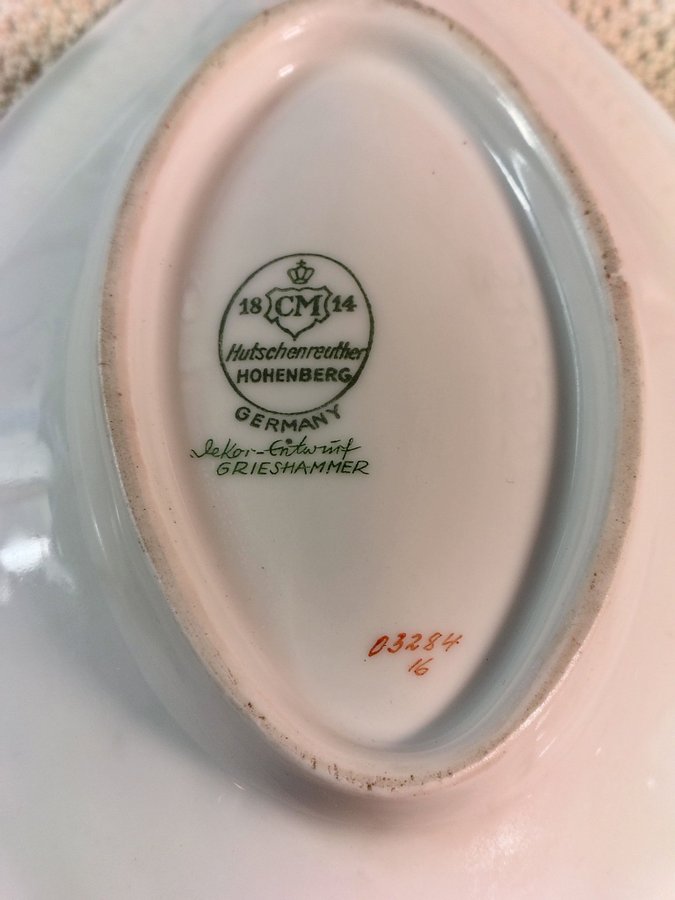 18 CM 14
Hutschenreuther
HOHENBERG
GERMANY
Dekor-Entwurf
GRIESHAMMER
03284
16